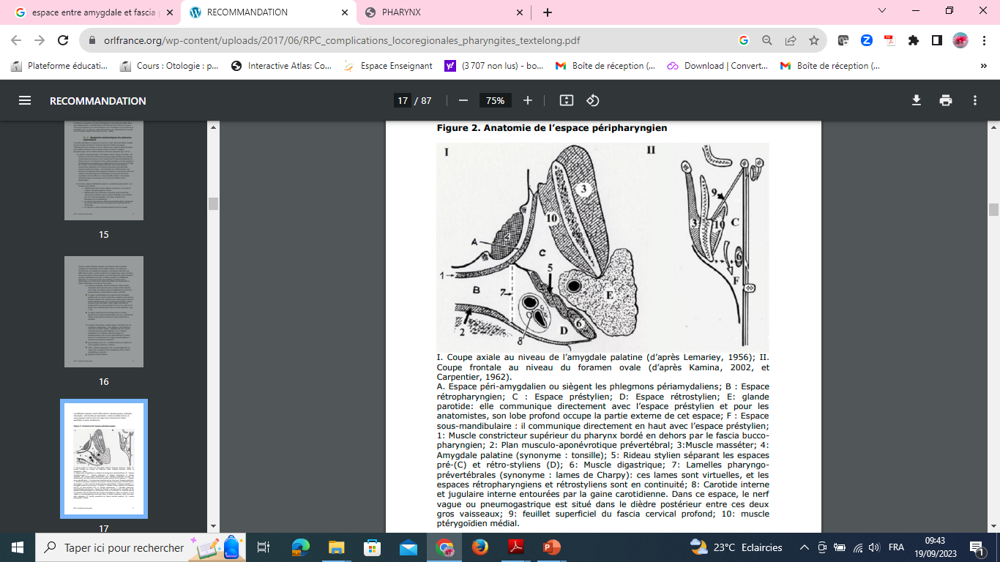 espace entre amygdale et fascia
RECOMMANDATION
PHARYNX
orlfrance.org/wp-content/uploads/2017/06/RPC_complications_locoregionales_pharyngites_textelong.pdf
Plateforme éducati...
Cours : Otologie : p...
Interactive Atlas: Co...
Espace Enseignant
(3 707 non lus) - bo...
Boîte de réception (...
Download | Convert...
Boîte de réception (...
»
RECOMMANDATION
17 / 87
75%
15
16
17
Figure 2. Anatomie de l'espace péripharyngien
I
II
3
10
4
A
C
5
1
B
7
E
2
8
D
6
9
3
10
C
6
F
I. Coupe axiale au niveau de l'amygdale palatine (d'après Lemariey, 1956); II.
Coupe frontale au niveau du foramen ovale (d'après Kamina, 2002, et
Carpentier, 1962).
A. Espace péri-amygdalien ou siègent les phlegmons périamydaliens; B : Espace
rétropharyngien; C : Espace préstylien; D: Espace rétrostylien; E: glande
parotide: elle communique directement avec l'espace préstylien et pour les
anatomistes, son lobe profond occupe la partie externe de cet espace; F : Espace
sous-mandibulaire : il communique directement en haut avec l'espace préstylien;
1: Muscle constricteur supérieur du pharynx bordé en dehors par le fascia bucco-
pharyngien; 2: Plan musculo-aponévrotique prévertébral; 3:Muscle masséter; 4:
Amygdale palatine (synonyme : tonsille); 5: Rideau stylien séparant les espaces
pré-(C) et rétro-styliens (D); 6: Muscle digastrique; 7: Lamelles pharyngo-
prévertébrales (synonyme : lames de Charpy): ces lames sont virtuelles, et les
espaces rétropharyngiens et rétrostyliens sont en continuité; 8: Carotide interne
et jugulaire interne entourées par la gaine carotidienne. Dans ce espace, le nerf
vague ou pneumogastrique est situé dans le dièdre postérieur entre ces deux
gros vaisseaux; 9: feuillet superficiel du fascia cervical profond; 10: muscle
ptérygoïdien médial.
Taper ici pour rechercher
23°C Eclaircies
FRA
09:43
19/09/2023
1